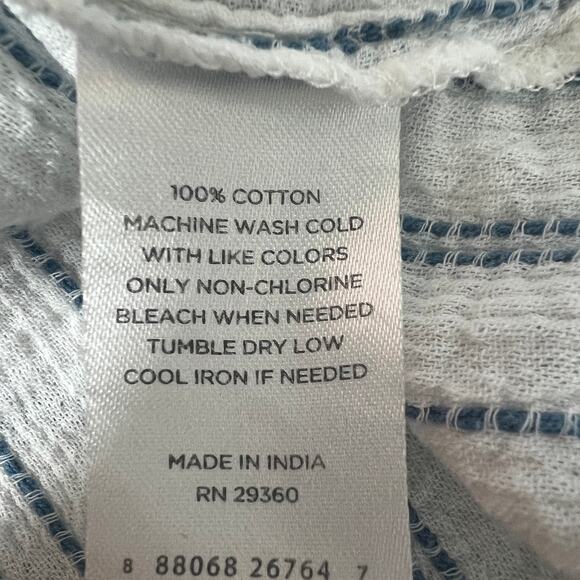 100% COTTON
MACHINE WASH COLD
WITH LIKE COLORS
ONLY NON-CHLORINE
BLEACH WHEN NEEDED
TUMBLE DRY LOW
COOL IRON IF NEEDED
MADE IN INDIA
RN 29360
8 88068 26764 7